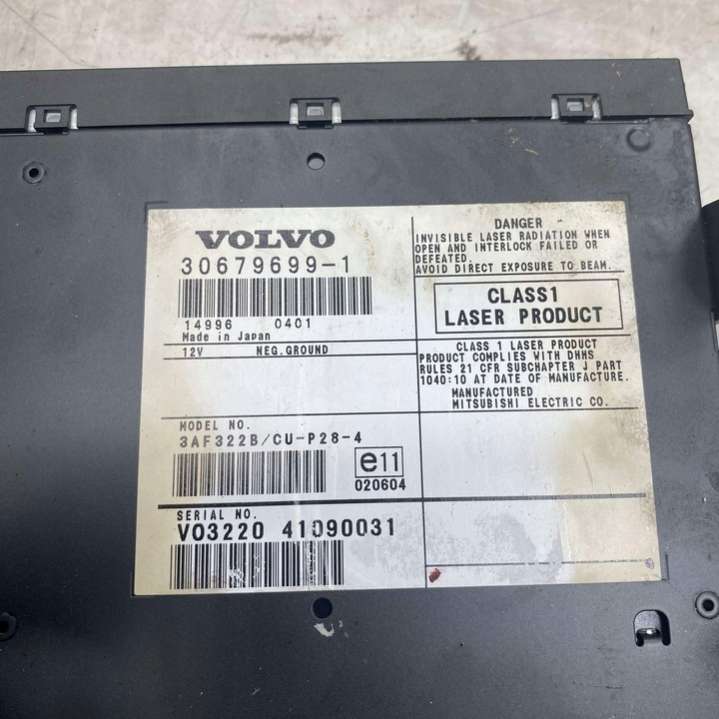 VOLVO
30679699-1
14996 0401
Made in Japan
12V NEG.GROUND
MODEL NO.
3AF322B/CU-P28-4
e11
020604
SERIAL NO.
VO3220 41090031
DANGER
INVISIBLE LASER RADIATION WHEN
OPEN AND INTERLOCK FAILED OR
DEFEATED.
AVOID DIRECT EXPOSURE TO BEAM.
CLASS1
LASER PRODUCT
CLASS 1 LASER PRODUCT
PRODUCT COMPLIES WITH DHHS
RULES 21 CFR SUBCHAPTER J PART
1040:10 AT DATE OF MANUFACTURE.
MANUFACTURED
MITSUBISHI ELECTRIC CO.